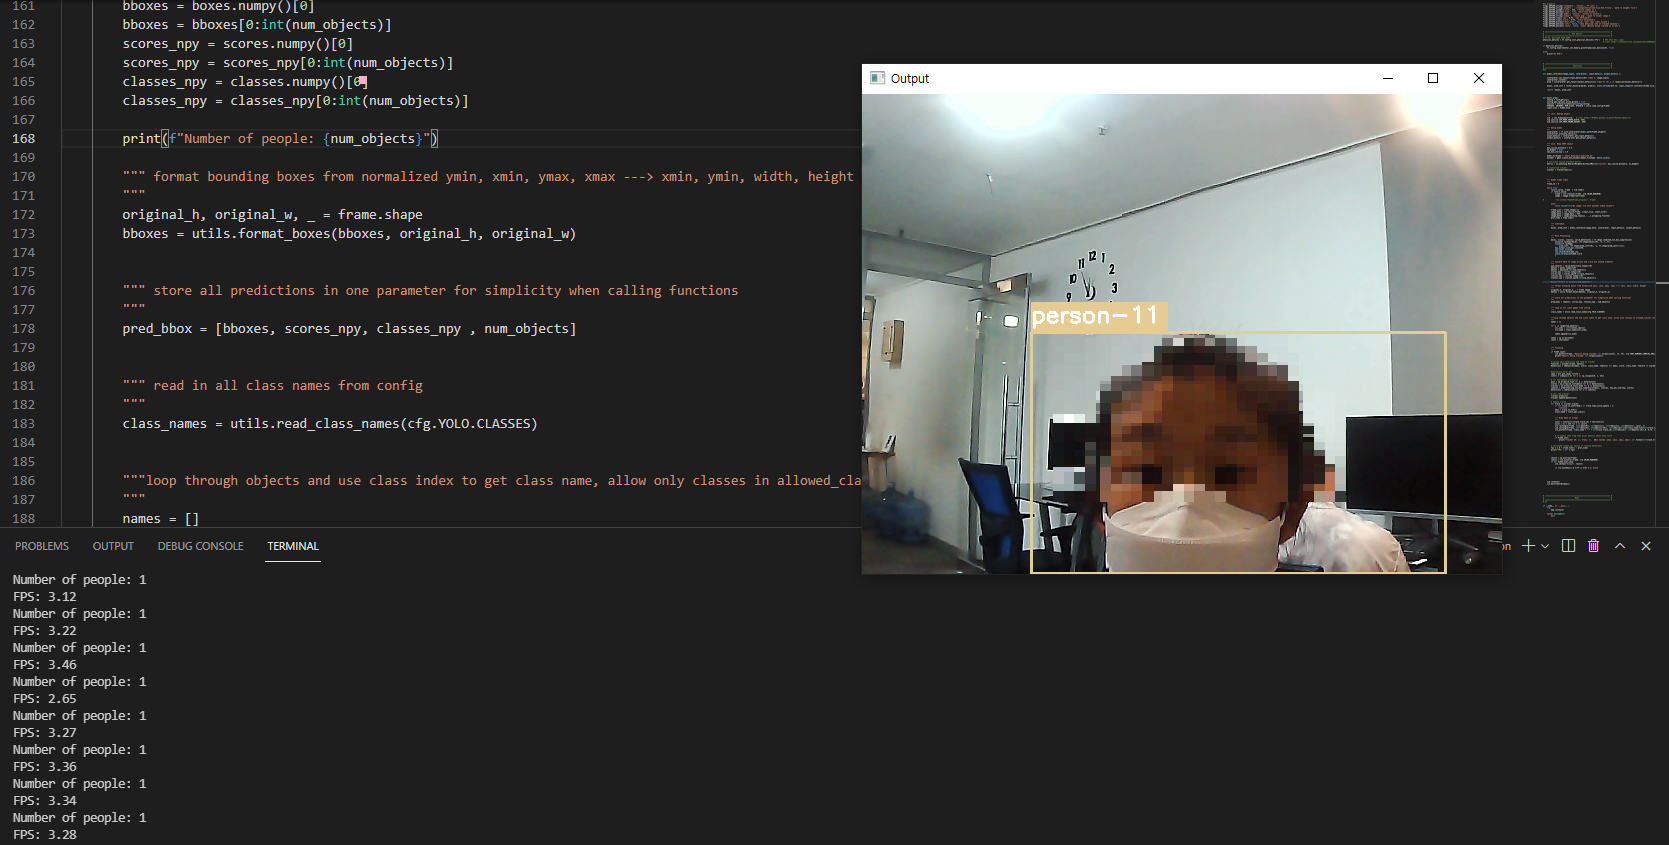 161 bboxes = boxes.numpy()[0]
162 bboxes = bboxes[0:int(num_objects)]
163 scores_npy = scores.numpy()[0]
164 scores_npy = scores_npy[0:int(num_objects)]
165 classes_npy = classes.numpy()[0]
166 classes_npy = classes_npy[0:int(num_objects)]
167
168 print(f"Number of people: {num_objects}")
169
170 """ format bounding boxes from normalized ymin, xmin, ymax, xmax ---> xmin, ymin, width, height
171 """
172 original_h, original_w, _ = frame.shape
173 bboxes = utils.format_boxes(bboxes, original_h, original_w)
174
175
176 """ store all predictions in one parameter for simplicity when calling functions
177 """
178 pred_bbox = [bboxes, scores_npy, classes_npy , num_objects]
179
180
181 """ read in all class names from config
182 """
183 class_names = utils.read_class_names(cfg.YOLO.CLASSES)
184
185
186 """loop through objects and use class index to get class name, allow only classes in allowed_cla
187 """
188 names = []
Output
12 1
11 2
10 3
9
person-11
PROBLEMS OUTPUT DEBUG CONSOLE TERMINAL
on
Number of people: 1
FPS: 3.12
Number of people: 1
FPS: 3.22
Number of people: 1
FPS: 3.46
Number of people: 1
FPS: 2.65
Number of people: 1
FPS: 3.27
Number of people: 1
FPS: 3.36
Number of people: 1
FPS: 3.34
Number of people: 1
FPS: 3.28